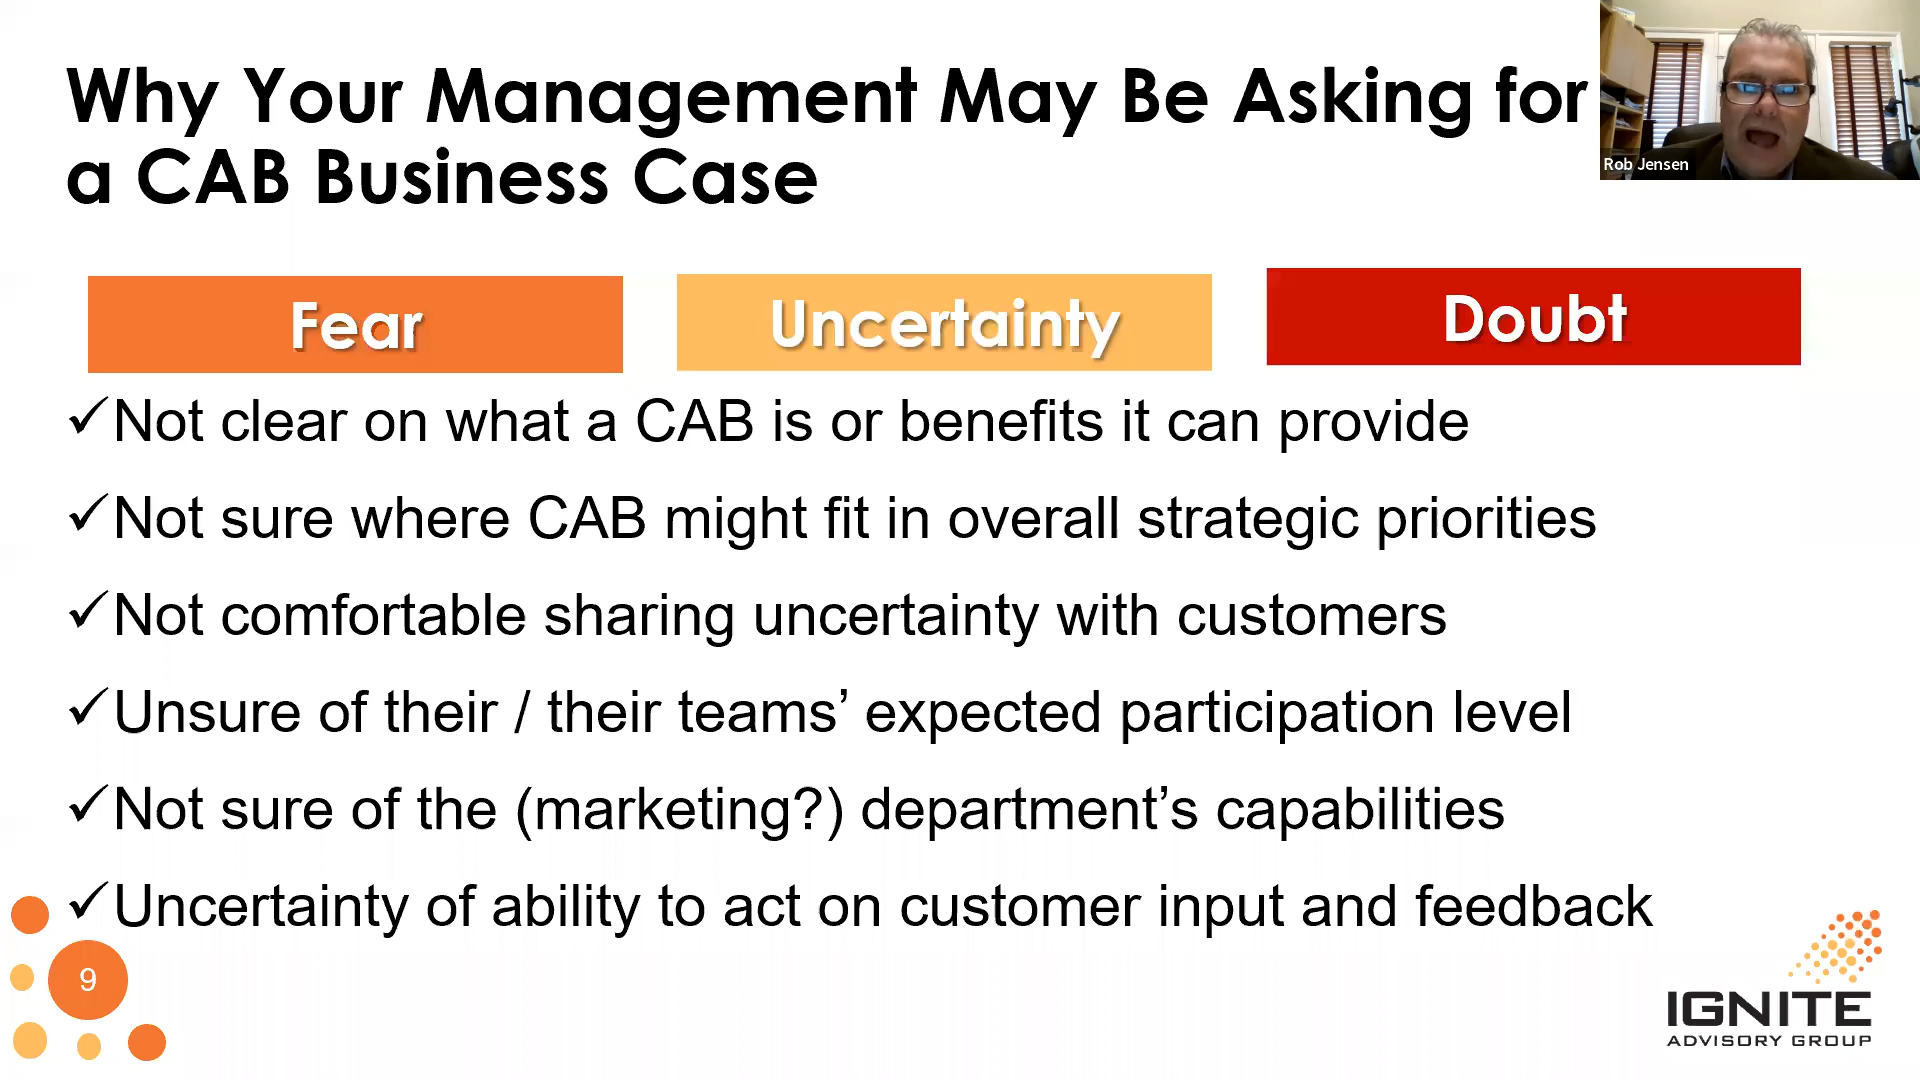 Why Your Management May Be Asking for
a CAB Business Case
Rob Jensen
Fear
Uncertainty
Doubt
✓Not clear on what a CAB is or benefits it can provide
✓Not sure where CAB might fit in overall strategic priorities
✓Not comfortable sharing uncertainty with customers
✓Unsure of their / their teams’ expected participation level
✓Not sure of the (marketing?) department’s capabilities
✓Uncertainty of ability to act on customer input and feedback
9
IGNITE
ADVISORY GROUP